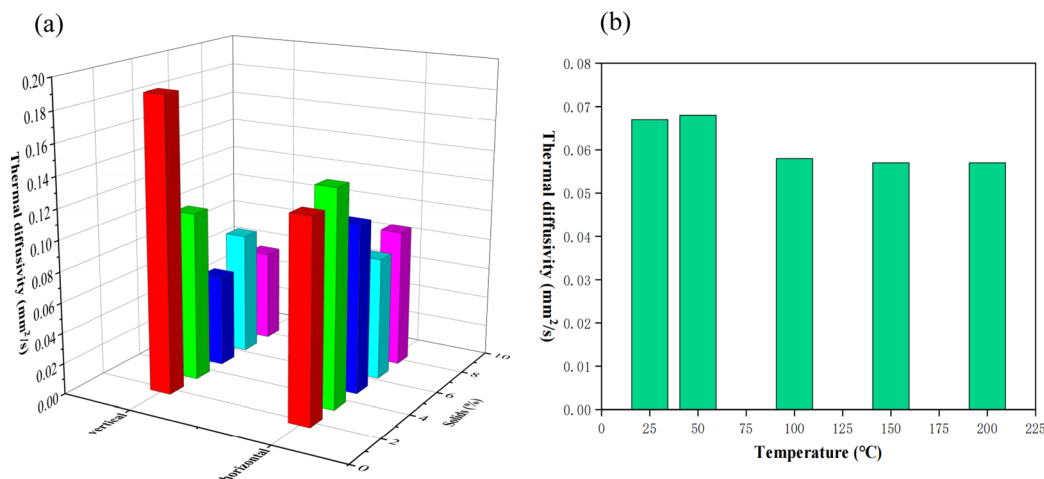 (a)
0.20
0.18
0.16
0.14
0.12
0.10
0.08
0.06
0.04
0.02
0.00
Thermal diffusivity (mm²/s)
vertical
horizontal
0
2
4
6
8
10
Solids (%)
(b)
0.08
0.07
0.06
0.05
0.04
0.03
0.02
0.01
0.00
Thermal diffusivity (mm²/s)
0 25 50 75 100 125 150 175 200 225
Temperature (°C)